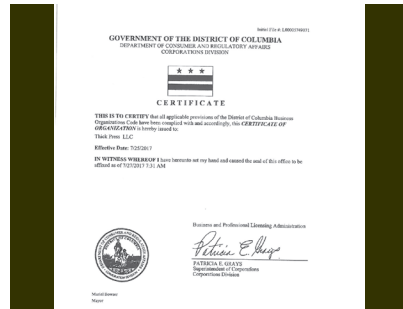 GOVERNMENT OF THE DISTRICT OF COLUMBIA
DEPARTMENT OF CONSUMER AND REGULATORY AFFAIRS
CORPORATIONS DIVISION
CERTIFICATE
THIS IS TO CERTIFY that all applicable provisions of the District of Columbia Business
Organizations Code have been complied with and accordingly, this CERTIFICATE OF
ORGANIZATION is hereby issued to:
Thick Press LLC
Effective Date: 7/25/2017
IN WITNESS WHEREOF I have hereunto set my hand and caused the seal of this office to be
affixed as of 7/27/2017 7:31 AM
Business and Professional Licensing Administration
Patricia E. Grays
PATRICIA E. GRAYS
Superintendent of Corporations
Corporations Division
Muriel Bowser
Mayor